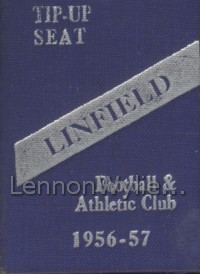 TIP-UP
SEAT
LINFIELD
Football &
Athletic Club
1956-57